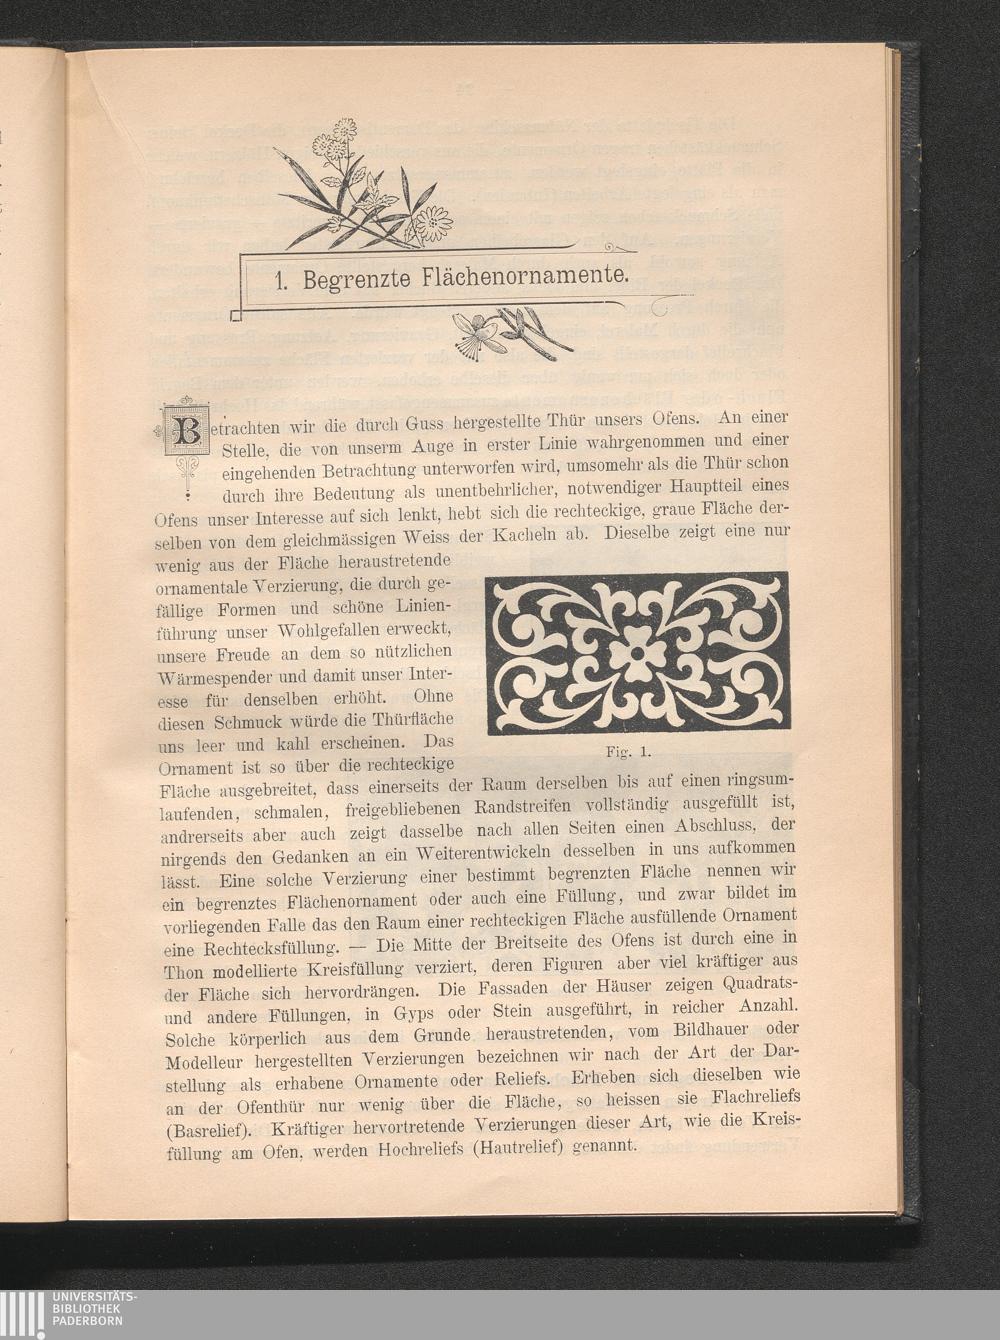 1. Begrenzte Flächenornamente.
Betrachten wir die durch Guss hergestellte Thür unsers Ofens. An einer
Stelle, die von unserm Auge in erster Linie wahrgenommen und einer
eingehenden Betrachtung unterworfen wird, umsomehr als die Thür schon
durch ihre Bedeutung als unentbehrlicher, notwendiger Hauptteil eines
Ofens unser Interesse auf sich lenkt, hebt sich die rechteckige, graue Fläche der-
selben von dem gleichmässigen Weiss der Kacheln ab. Dieselbe zeigt eine nur
wenig aus der Fläche heraustretende
ornamentale Verzierung, die durch ge-
fällige Formen und schöne Linien-
führung unser Wohlgefallen erweckt,
unsere Freude an dem so nützlichen
Wärmespender und damit unser Inter-
esse für denselben erhöht. Ohne
diesen Schmuck würde die Thürfläche
uns leer und kahl erscheinen. Das
Ornament ist so über die rechteckige
Fig. 1.
Fläche ausgebreitet, dass einerseits der Raum derselben bis auf einen ringsum-
laufenden, schmalen, freigebliebenen Randstreifen vollständig ausgefüllt ist,
andrerseits aber auch zeigt dasselbe nach allen Seiten einen Abschluss, der
nirgends den Gedanken an ein Weiterentwickeln desselben in uns aufkommen
lässt. Eine solche Verzierung einer bestimmt begrenzten Fläche nennen wir
ein begrenztes Flächenornament oder auch eine Füllung, und zwar bildet im
vorliegenden Falle das den Raum einer rechteckigen Fläche ausfüllende Ornament
eine Rechtecksfüllung. — Die Mitte der Breitseite des Ofens ist durch eine in
Thon modellierte Kreisfüllung verziert, deren Figuren aber viel kräftiger aus
der Fläche sich hervordrängen. Die Fassaden der Häuser zeigen Quadrats-
und andere Füllungen, in Gyps oder Stein ausgeführt, in reicher Anzahl.
Solche körperlich aus dem Grunde heraustretenden, vom Bildhauer oder
Modelleur hergestellten Verzierungen bezeichnen wir nach der Art der Dar-
stellung als erhabene Ornamente oder Reliefs. Erheben sich dieselben wie
an der Ofenthür nur wenig über die Fläche, so heissen sie Flachreliefs
(Basrelief). Kräftiger hervortretende Verzierungen dieser Art, wie die Kreis-
füllung am Ofen, werden Hochreliefs (Hautrelief) genannt.
UNIVERSITÄTS-
BIBLIOTHEK
PADERBORN